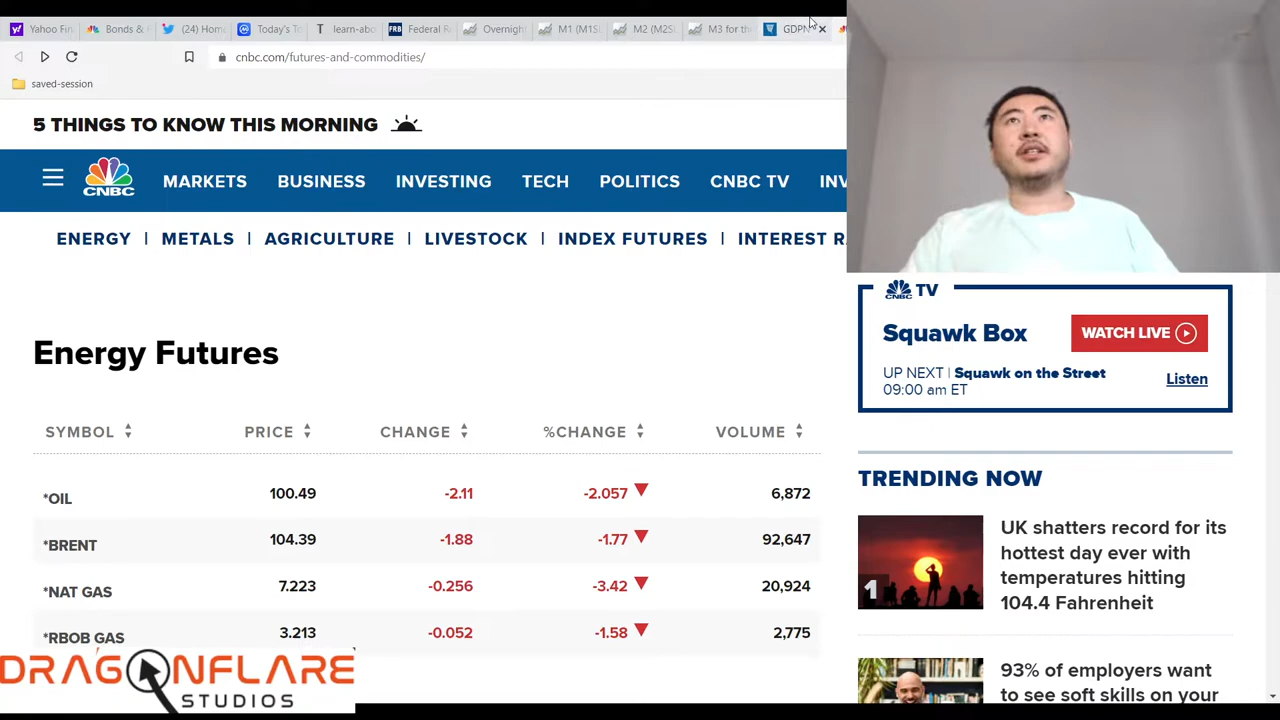 Yahoo Fin
Bonds &
(24) Hom
Today's To
learn-abo
Federal R
Overnigh
M1 (M1S
M2 (M2S
M3 for th
GDPN
cnbc.com/futures-and-commodities/
saved-session
5 THINGS TO KNOW THIS MORNING
CNBC
MARKETS BUSINESS INVESTING TECH POLITICS CNBC TV INV
ENERGY | METALS | AGRICULTURE | LIVESTOCK | INDEX FUTURES | INTEREST RA
Energy Futures
SYMBOL PRICE CHANGE %CHANGE VOLUME
*OIL 100.49 -2.11 -2.057 6,872
*BRENT 104.39 -1.88 -1.77 92,647
*NAT GAS 7.223 -0.256 -3.42 20,924
*RBOB GAS 3.213 -0.052 -1.58 2,775
TV
Squawk Box
WATCH LIVE
UP NEXT | Squawk on the Street
09:00 am ET
Listen
TRENDING NOW
1
UK shatters record for its
hottest day ever with
temperatures hitting
104.4 Fahrenheit
93% of employers want
to see soft skills on your
DRAGONFLARE
STUDIOS